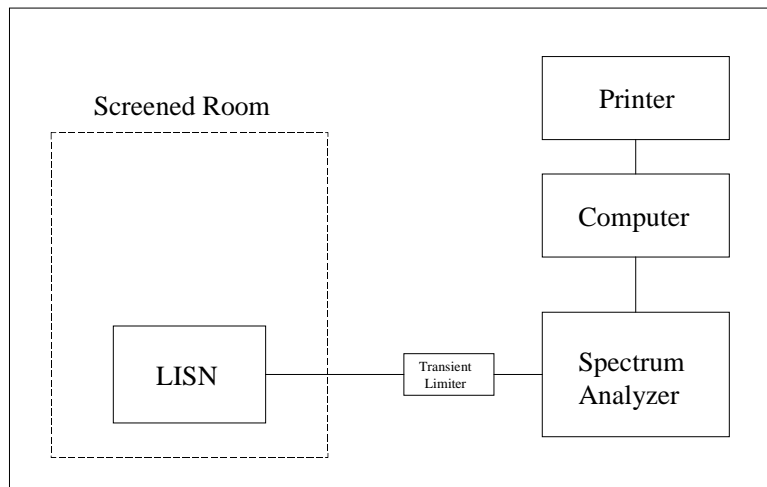 Screened Room
Printer
Computer
LISN
Transient
Limiter
Spectrum
Analyzer